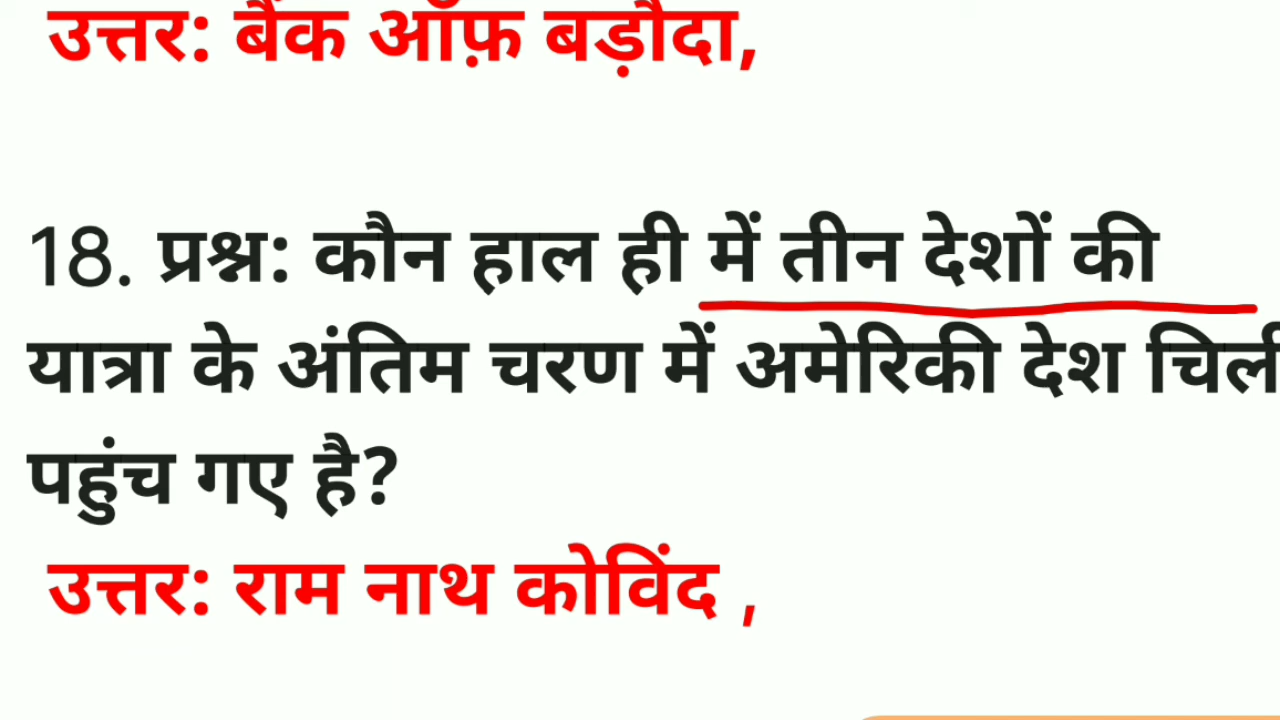 उत्तर: बैंक ऑफ़ बड़ौदा,
18. प्रश्न: कौन हाल ही में तीन देशों की
यात्रा के अंतिम चरण में अमेरिकी देश चिली
पहुंच गए है?
उत्तर: राम नाथ कोविंद ,